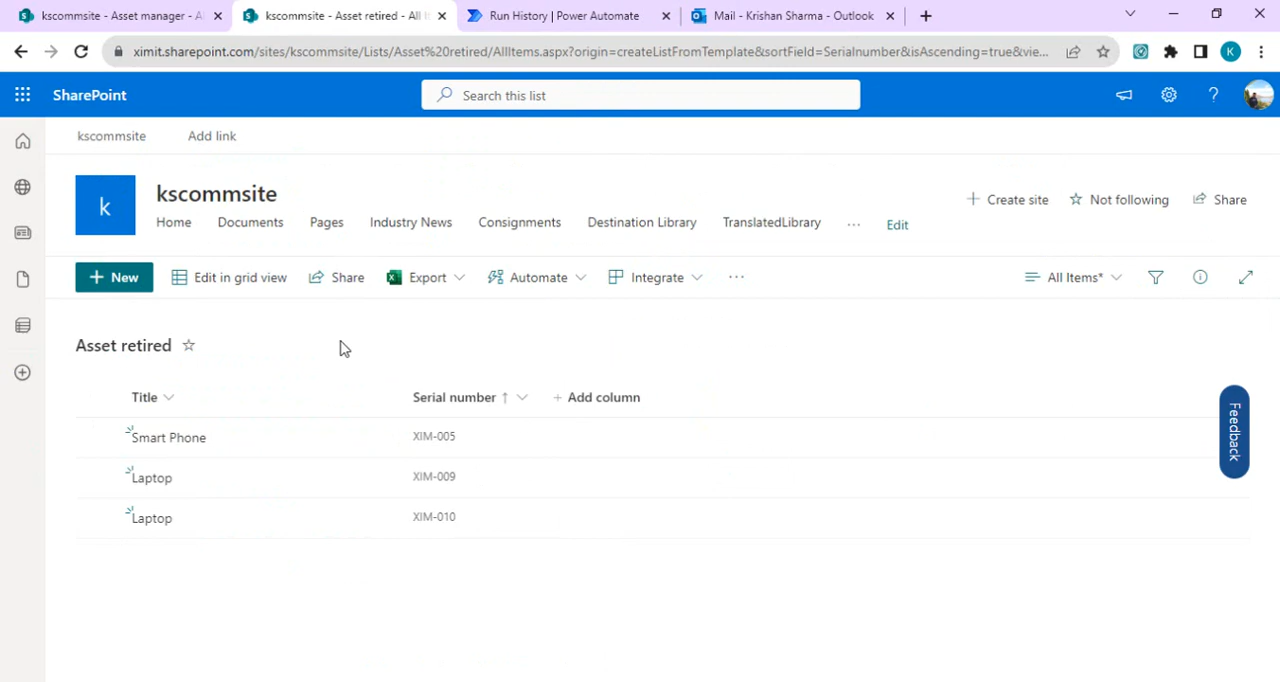 kscommsite - Asset manager - Al
kscommsite - Asset retired - All It
Run History | Power Automate
Mail - Krishan Sharma - Outlook
ximit.sharepoint.com/sites/kscommsite/Lists/Asset%20retired/AllItems.aspx?origin=createListFromTemplate&sortField=Serialnumber&isAscending=true&vie...
K
SharePoint
Search this list
kscommsite
Add link
k
kscommsite
Create site
Not following
Share
Home
Documents
Pages
Industry News
Consignments
Destination Library
TranslatedLibrary
...
Edit
New
Edit in grid view
Share
Export
Automate
Integrate
...
All Items*
Asset retired
Title
Serial number
Add column
Smart Phone
XIM-005
Laptop
XIM-009
Laptop
XIM-010
Feedback